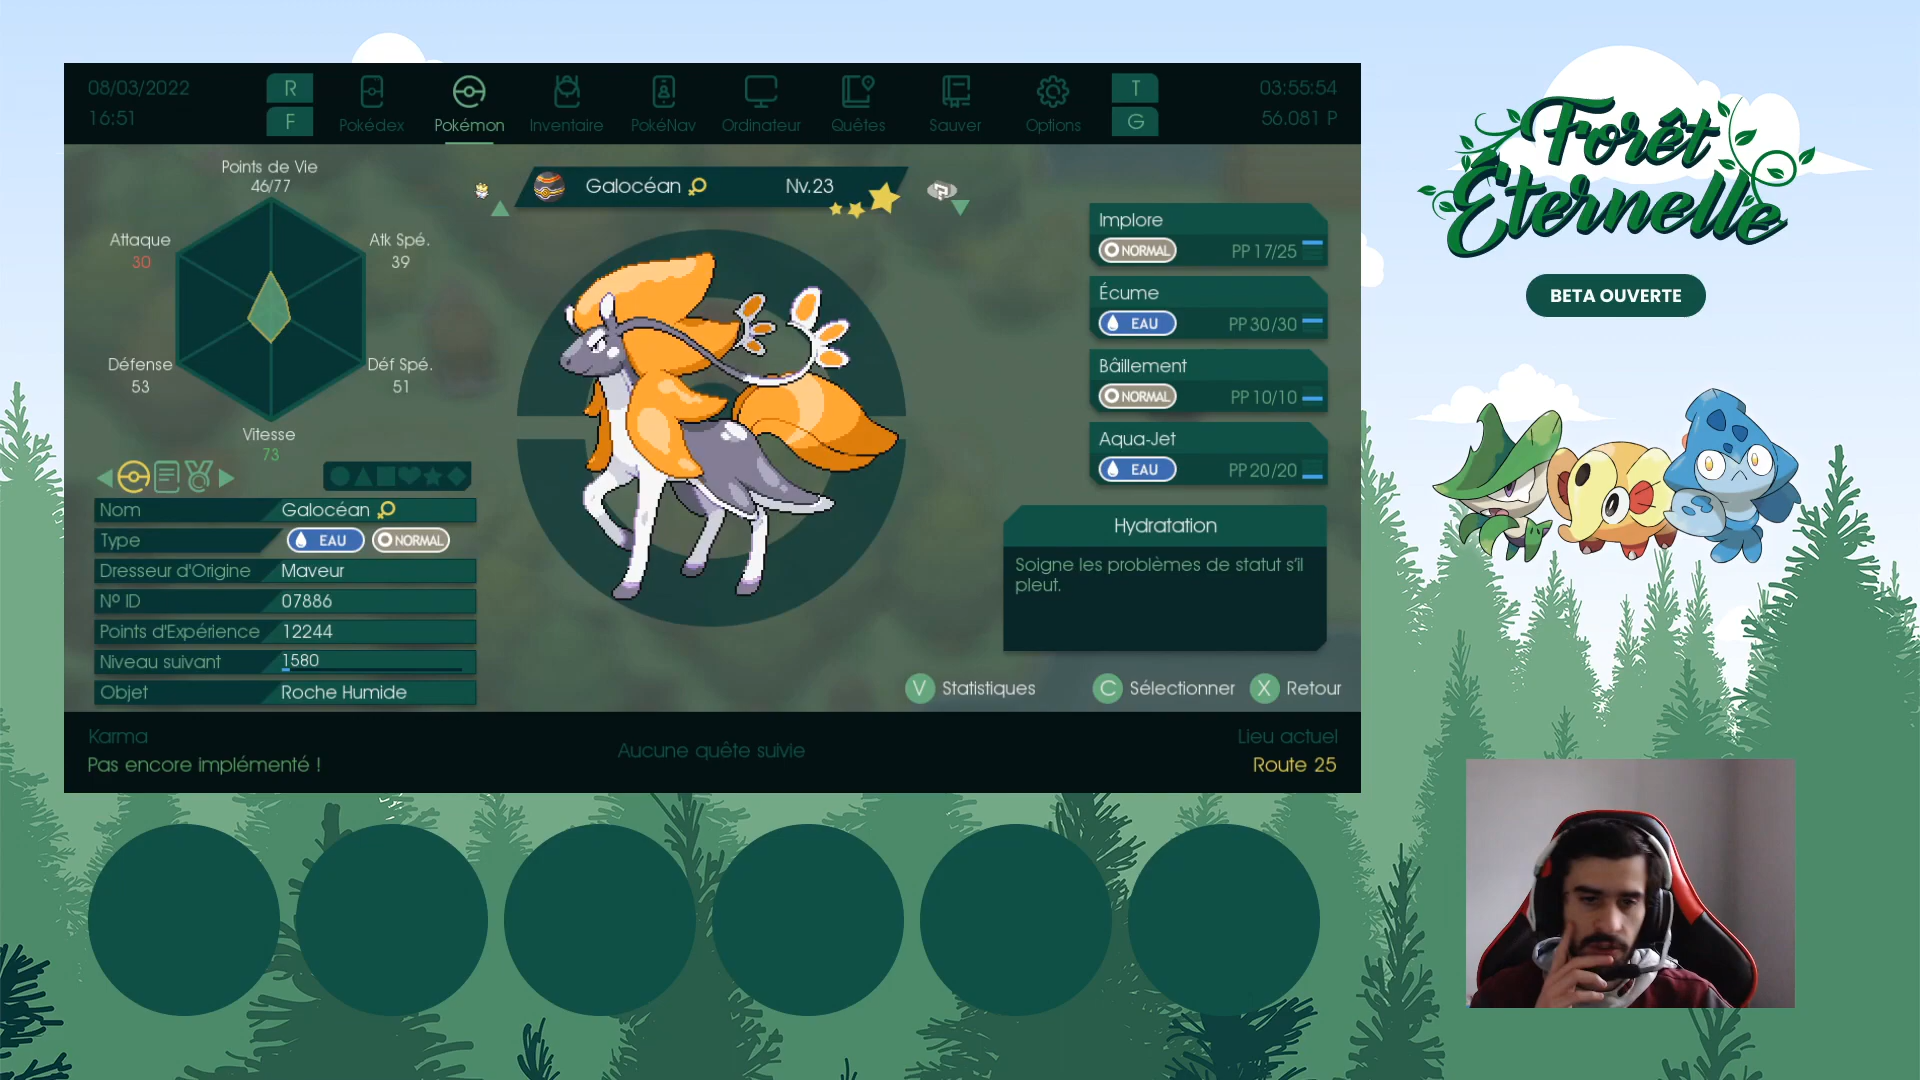 08/03/2022
16:51
R
F
Pokédex
Pokémon
Inventaire
PokéNav
Ordinateur
Quêtes
Sauver
Options
T
G
03:55:54
56.081 P
Points de Vie
46/77
Attaque
30
Atk Spé.
39
Défense
53
Déf Spé.
51
Vitesse
73
Galocéan
Nv.23
Nom Galocéan
Type EAU NORMAL
Dresseur d'Origine Maveur
N° ID 07886
Points d'Expérience 12244
Niveau suivant 1580
Objet Roche Humide
Implore
NORMAL PP 17/25
Écume
EAU PP 30/30
Bâillement
NORMAL PP 10/10
Aqua-Jet
EAU PP 20/20
Hydratation
Soigne les problèmes de statut s'il
pleut.
V Statistiques
C Sélectionner
X Retour
Karma
Pas encore implémenté !
Aucune quête suivie
Lieu actuel
Route 25
Forêt
Éternelle
BETA OUVERTE